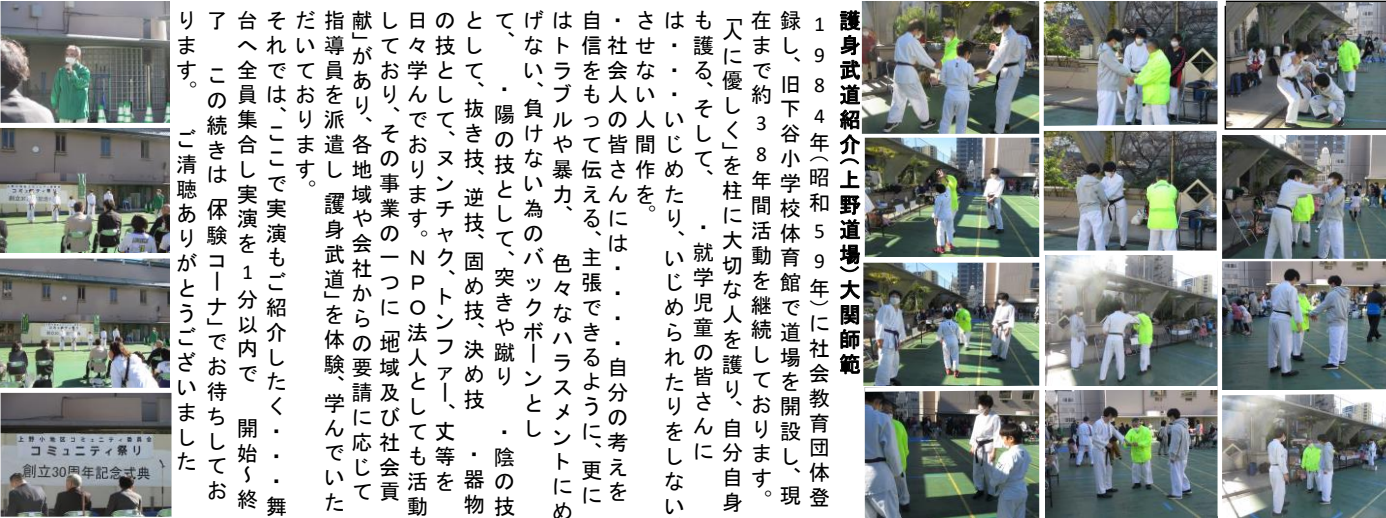 護身武道紹介(上野道場)大関師範
1984年(昭和59年)に社会教育団体登
録し、旧下谷小学校体育館で道場を開設し、現
在まで約38年間活動を継続しております。
「人に優しく」を柱に大切な人を護り、自分自身
も護る、そして、 ・就学児童の皆さんに
は・・・いじめたり、いじめられたりをしない
させない人間作を。
・社会人の皆さんには・・・自分の考えを
自信をもって伝える、主張できるように、更に
はトラブルや暴力、 色々なハラスメントにめ
げない、負けない為のバックボーンとし
て、 ・陽の技として、突きや蹴り ・陰の技
として、抜き技、逆技、固め技、決め技 ・器物
の技として、ヌンチャク、トンファー、丈等を
日々学んでおります。NPO法人としても活動
しており、その事業の一つに「地域及び社会貢
献」があり、各地域や会社からの要請に応じて
指導員を派遣し「護身武道」を体験、学んでいた
だいております。
それでは、ここで実演もご紹介したく・・・舞
台へ全員集合し実演を1分以内で 開始～終
了 この続きは「体験コーナ」でお待ちしてお
ります。 ご清聴ありがとうございました
上野小地区コミュニティ委員会
コミュニティ祭り
創立30周年記念式典